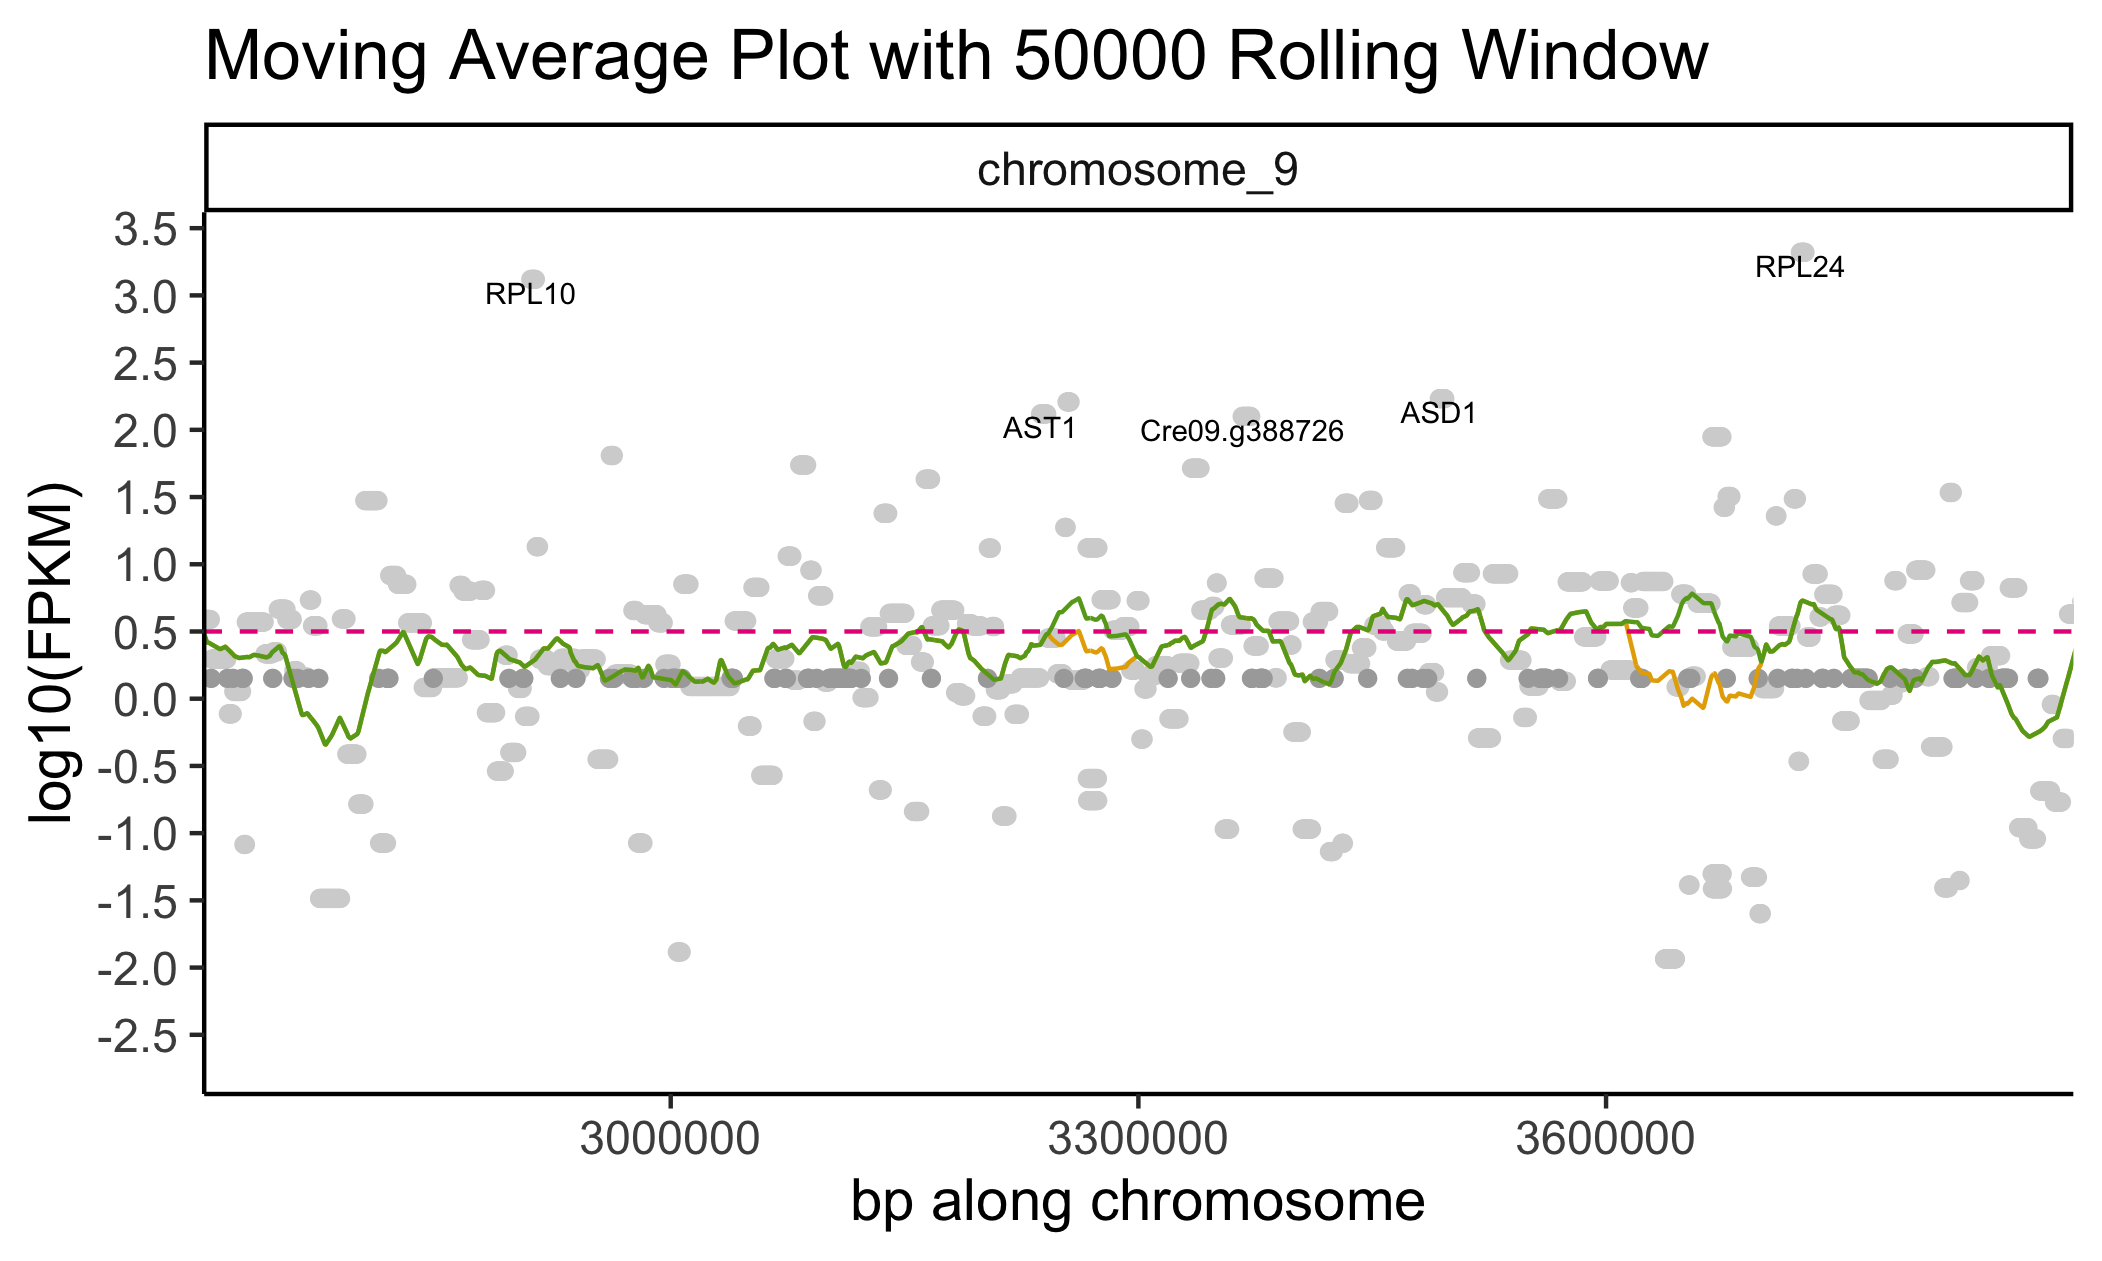 Moving Average Plot with 50000 Rolling Window
chromosome_9
3.5
3.0
2.5
2.0
1.5
1.0
0.5
0.0
-0.5
-1.0
-1.5
-2.0
-2.5
log10(FPKM)
RPL10
RPL24
AST1
Cre09.g388726
ASD1
3000000
3300000
3600000
bp along chromosome